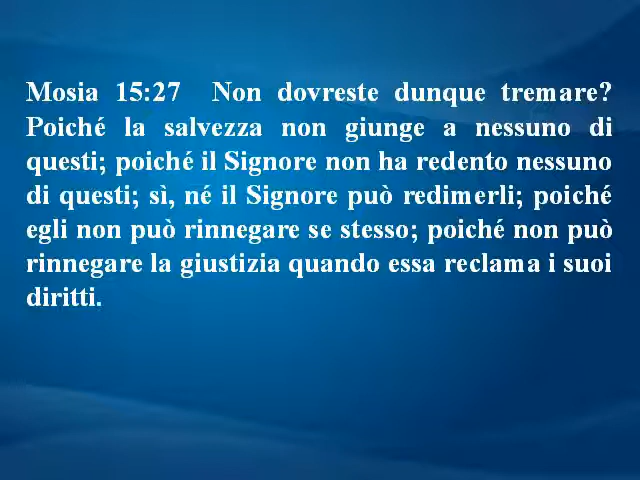 Mosia 15:27  Non dovreste dunque tremare?
Poiché la salvezza non giunge a nessuno di
questi; poiché il Signore non ha redento nessuno
di questi; sì, né il Signore può redimerli; poiché
egli non può rinnegare se stesso; poiché non può
rinnegare la giustizia quando essa reclama i suoi
diritti.